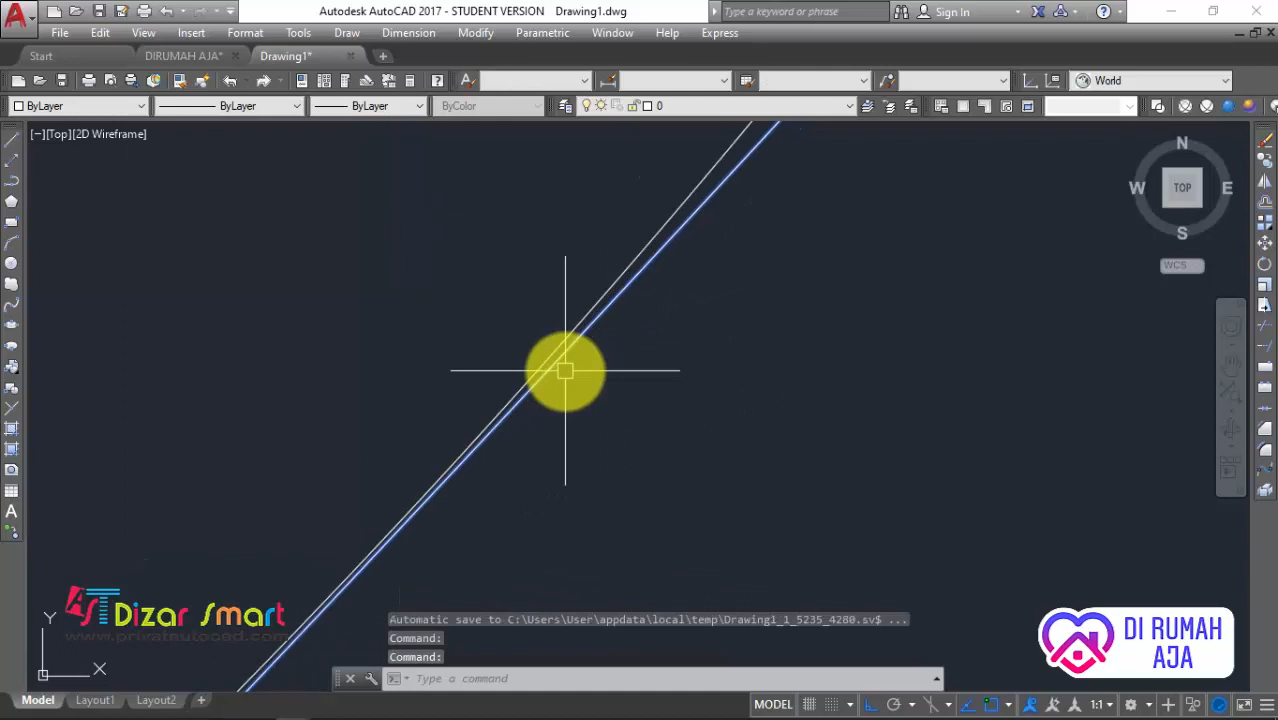 Autodesk AutoCAD 2017 - STUDENT VERSION Drawing1.dwg
Type a keyword or phrase
Sign In
File Edit View Insert Format Tools Draw Dimension Modify Parametric Window Help Express
Start DIRUMAH AJA* Drawing1*
World
ByLayer ByLayer ByLayer ByColor 0
[−][Top][2D Wireframe]
N
W TOP E
S
WCS
Y
X
Dizar Smart
www.privateautocad.com
Automatic save to C:\Users\User\appdata\local\temp\Drawing1_1_5235_4280.sv$ ...
Command:
Command:
Type a command
DI RUMAH
AJA
Model Layout1 Layout2 +
MODEL 1:1